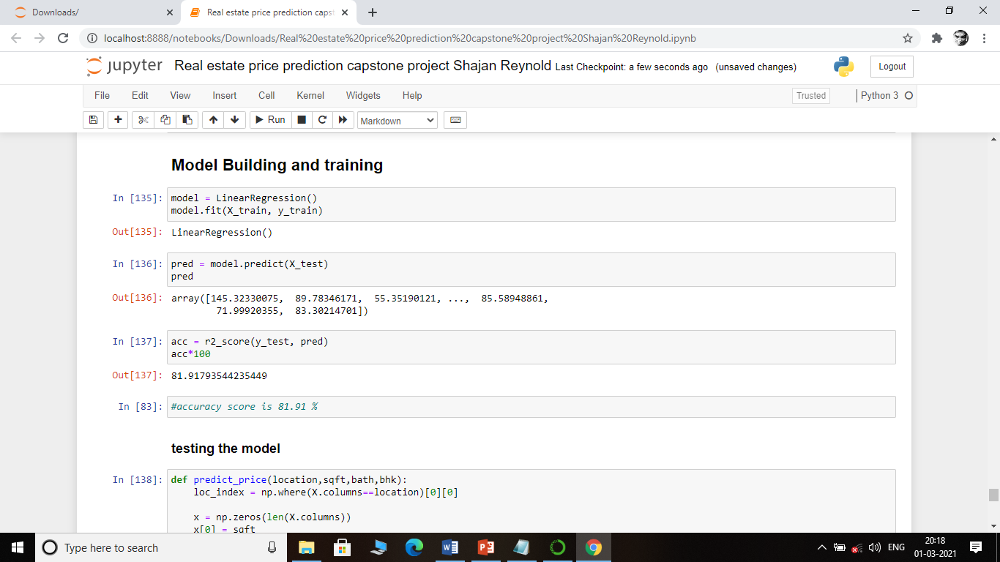 Downloads/
Real estate price prediction capst
localhost:8888/notebooks/Downloads/Real%20estate%20price%20prediction%20capstone%20project%20Shajan%20Reynold.ipynb
jupyter Real estate price prediction capstone project Shajan Reynold Last Checkpoint: a few seconds ago (unsaved changes)
Logout
File Edit View Insert Cell Kernel Widgets Help
Trusted
Python 3
Run
Markdown
Model Building and training
In [135]: model = LinearRegression()
model.fit(X_train, y_train)
Out[135]: LinearRegression()
In [136]: pred = model.predict(X_test)
pred
Out[136]: array([145.32330075, 89.78346171, 55.35190121, ..., 85.58948861,
71.99920355, 83.30214701])
In [137]: acc = r2_score(y_test, pred)
acc*100
Out[137]: 81.91793544235449
In [83]: #accuracy score is 81.91 %
testing the model
In [138]: def predict_price(location,sqft,bath,bhk):
loc_index = np.where(X.columns==location)[0][0]
x = np.zeros(len(X.columns))
x[0] = sqft
Type here to search
ENG
20:18
01-03-2021